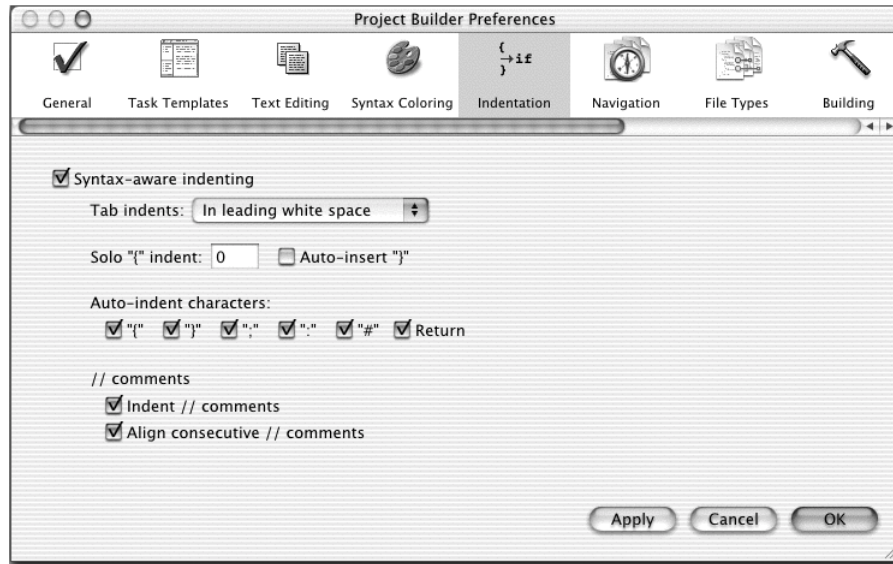 Project Builder Preferences
{
→if
}
General Task Templates Text Editing Syntax Coloring Indentation Navigation File Types Building
Syntax-aware indenting
Tab indents: In leading white space
Solo "{" indent: 0 Auto-insert "}"
Auto-indent characters:
"{" "}" ";" ":" "#" Return
// comments
Indent // comments
Align consecutive // comments
Apply Cancel OK